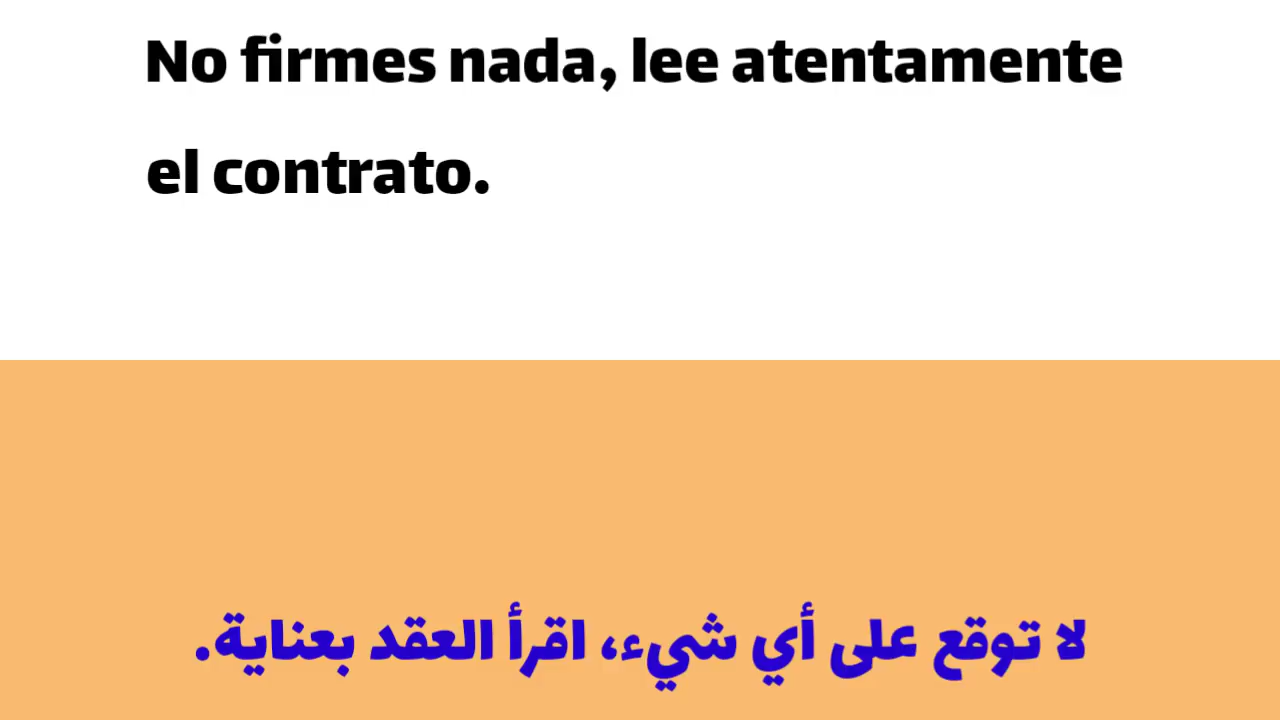 No firmes nada, lee atentamente
el contrato.
لا توقع على أي شيء، اقرأ العقد بعناية.